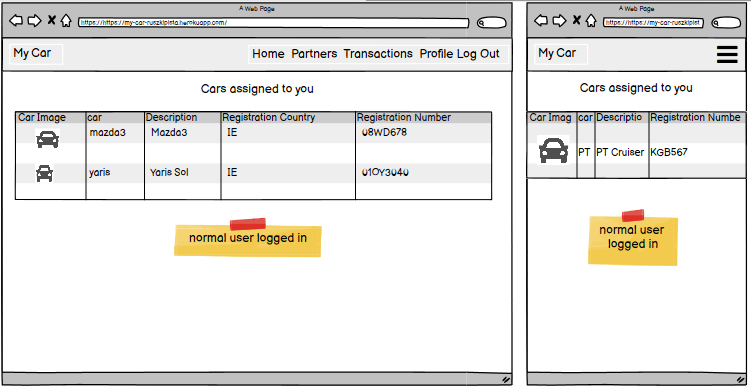 A Web Page
https://https://my-car-ruszkipista.herokuapp.com/
My Car
Home Partners Transactions Profile Log Out
Cars assigned to you
Car Image car Description Registration Country Registration Number
mazda3 Mazda3 IE 08WD678
yaris Yaris Sol IE 01OY3040
normal user
logged in
A Web Page
https://https://my-car-ruszkipist
My Car
Cars assigned to you
Car Imag car Descriptio Registration Numbe
PT PT Cruiser KGB567
normal user
logged in